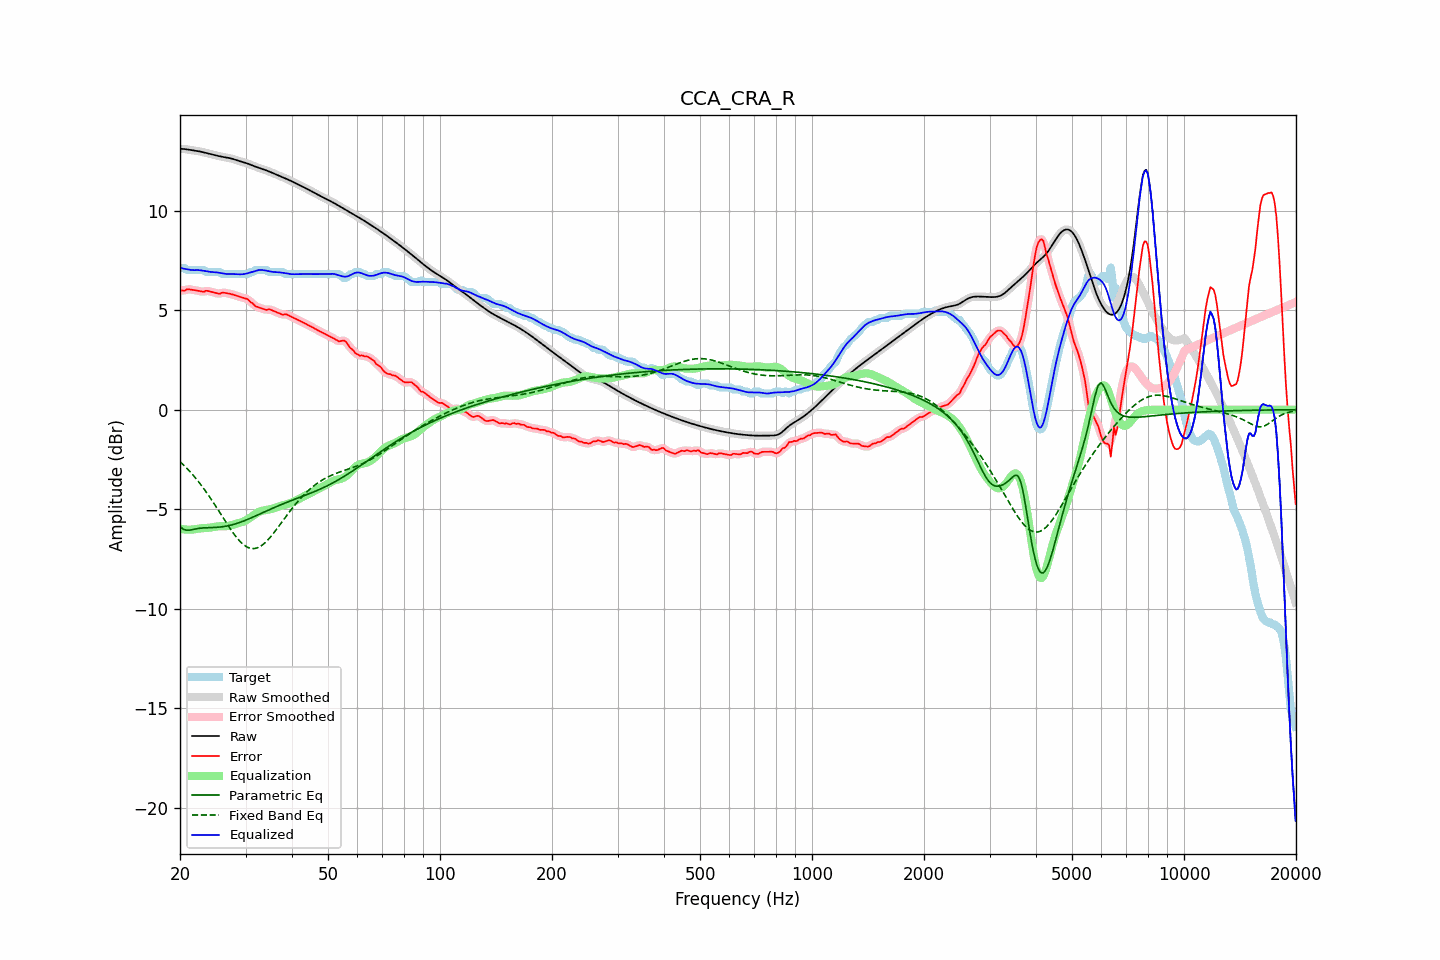 CCA_CRA_R
Amplitude (dBr)
10
5
0
−5
−10
−15
−20
Target
Raw Smoothed
Error Smoothed
Raw
Error
Equalization
Parametric Eq
Fixed Band Eq
Equalized
20 50 100 200 500 1000 2000 5000 10000 20000
Frequency (Hz)